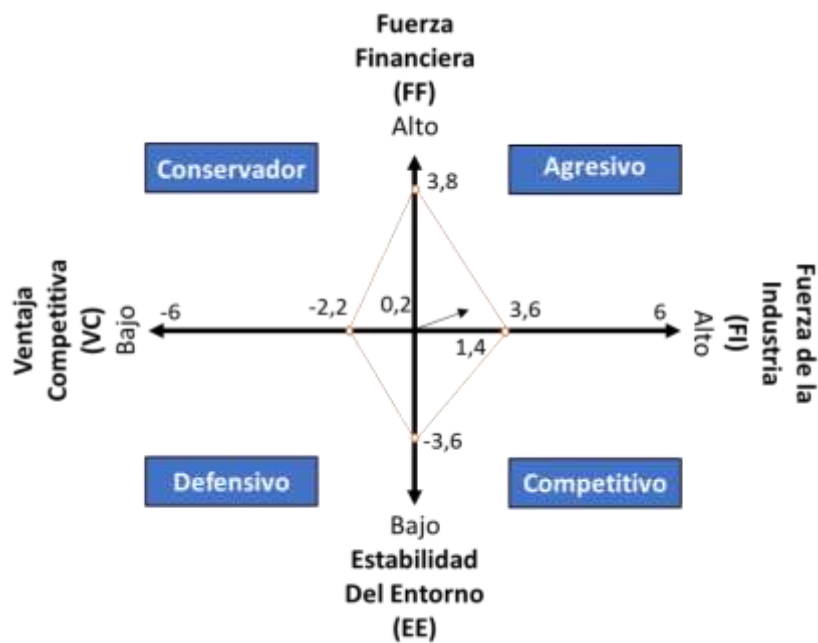 Fuerza
Financiera
(FF)
Alto
Conservador
Agresivo
3,8
Ventaja
Competitiva
(VC)
Bajo
-6
-2,2
0,2
3,6
6
1,4
Alto
Fuerza de la
Industria
(FI)
-3,6
Defensivo
Competitivo
Bajo
Estabilidad
Del Entorno
(EE)